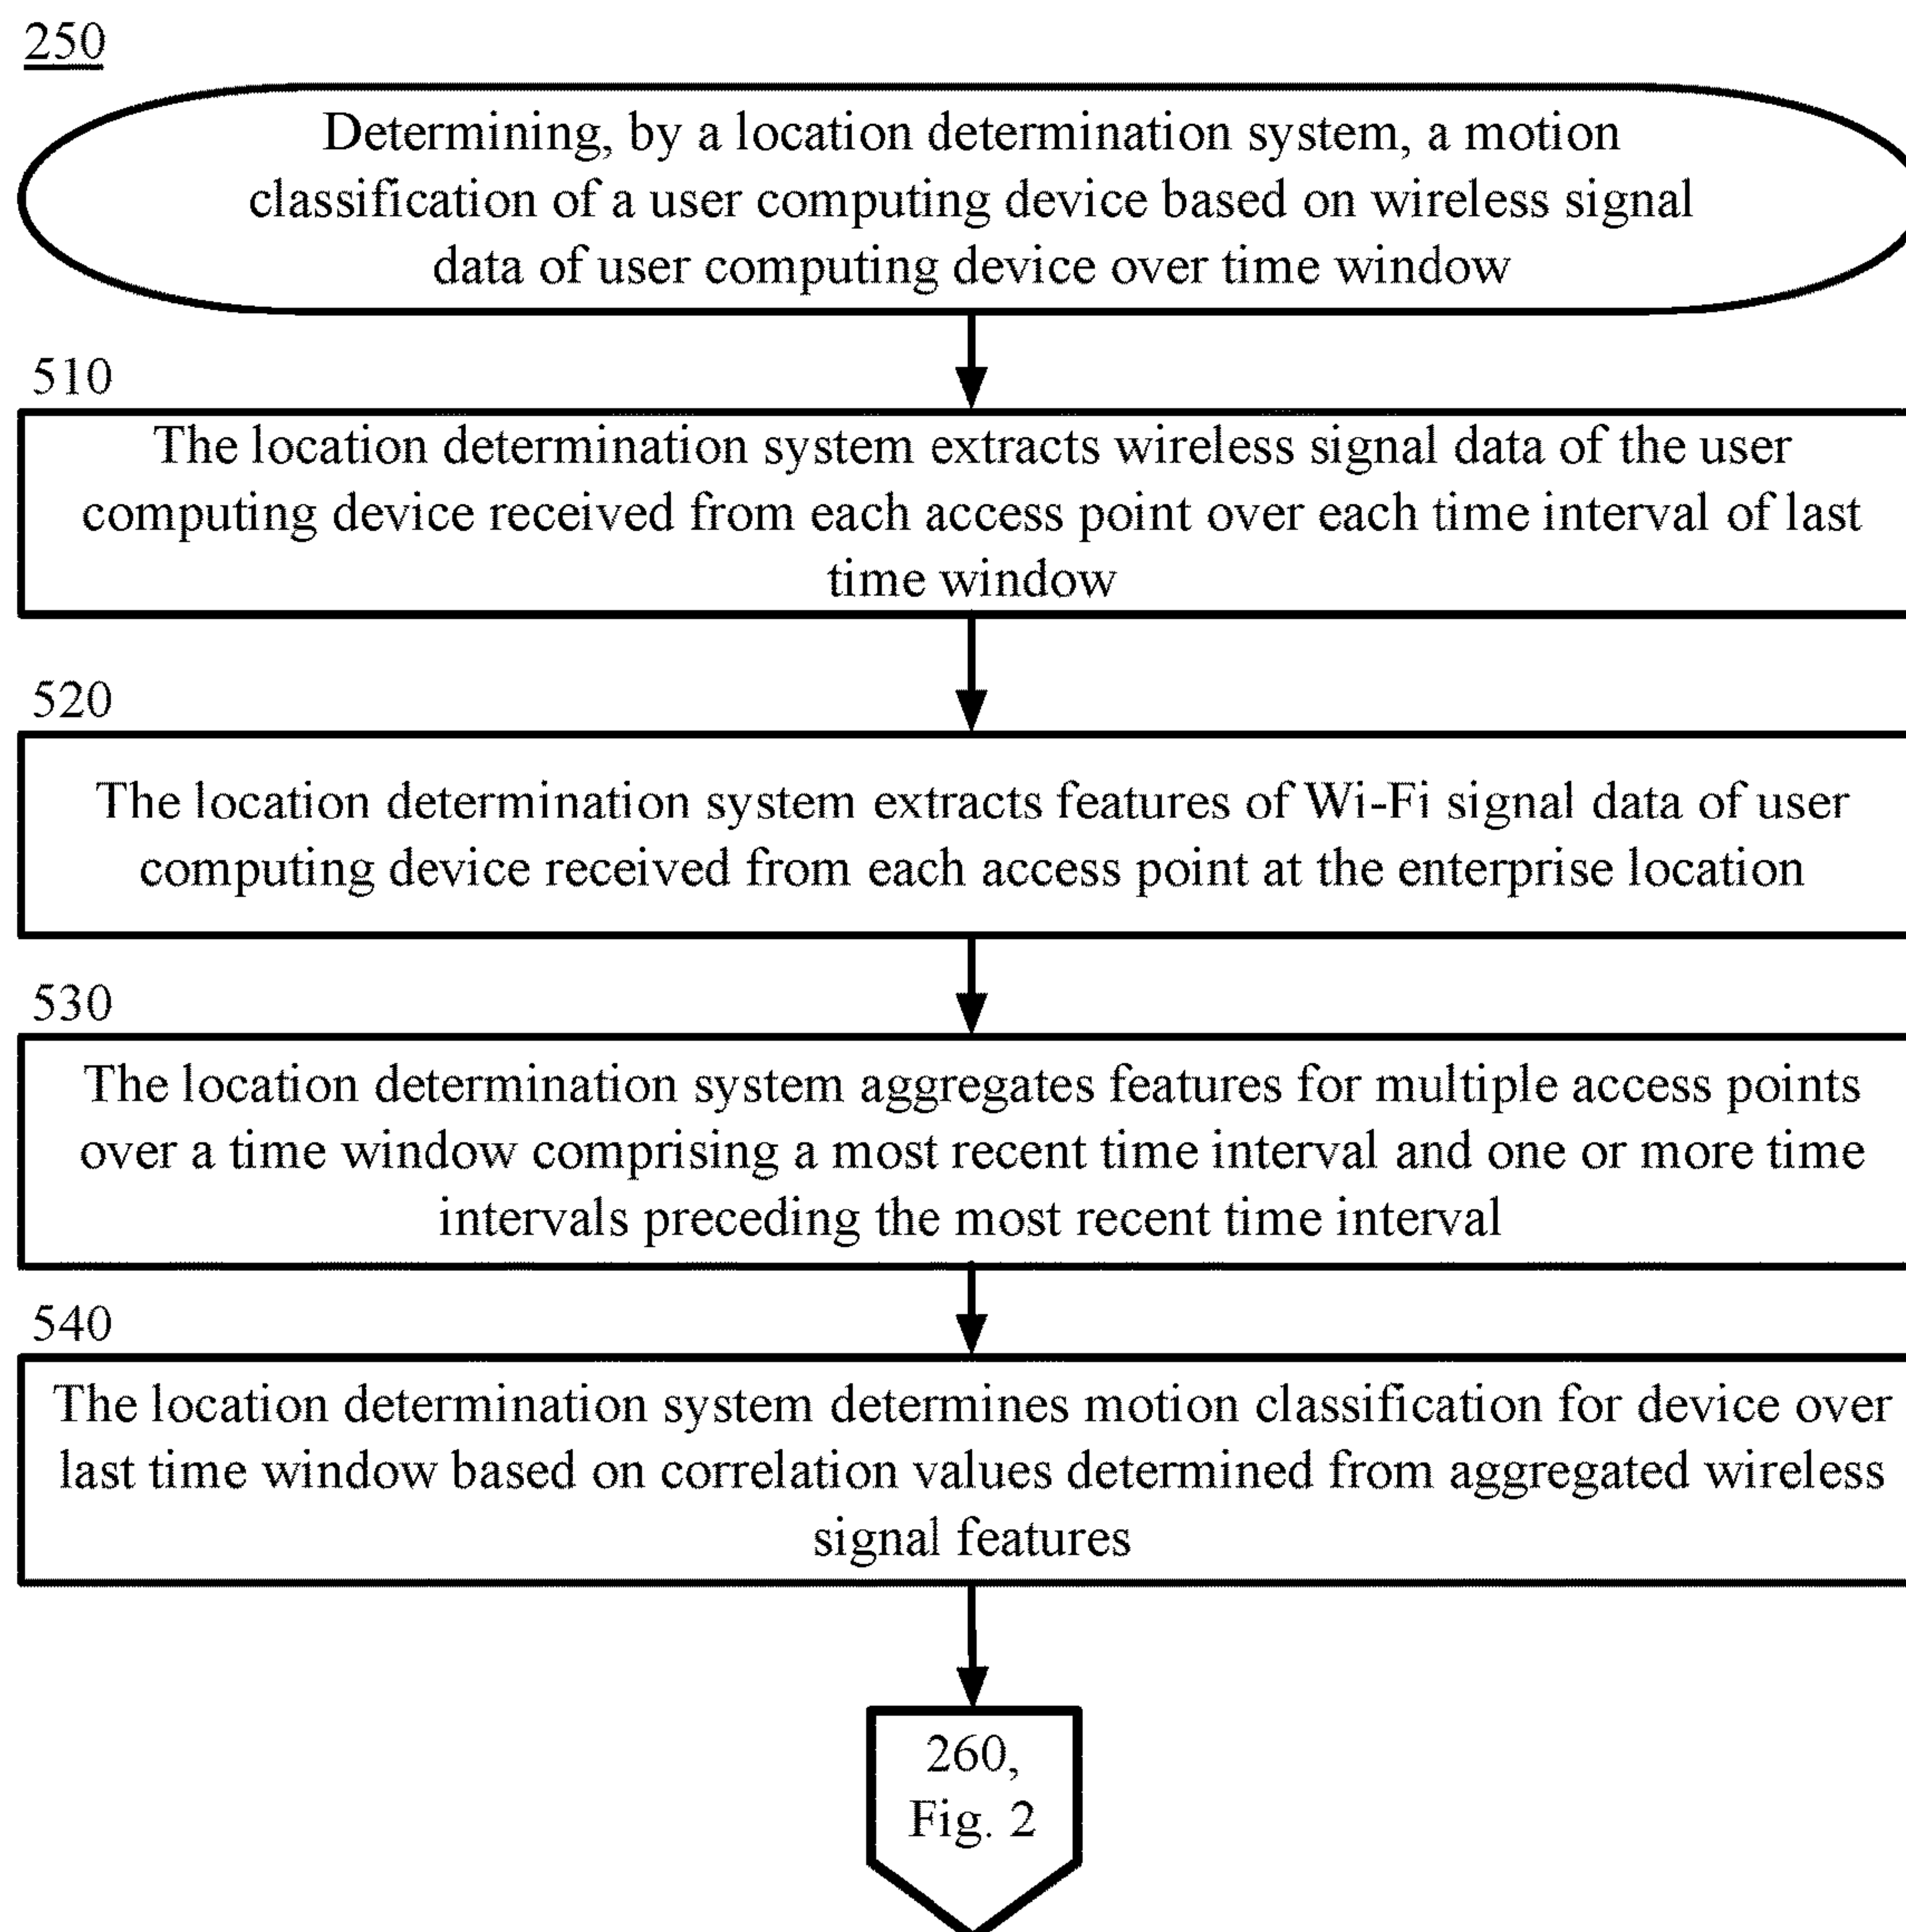 250
Determining, by a location determination system, a motion
classification of a user computing device based on wireless signal
data of user computing device over time window
510
The location determination system extracts wireless signal data of the user
computing device received from each access point over each time interval of last
time window
520
The location determination system extracts features of Wi-Fi signal data of user
computing device received from each access point at the enterprise location
530
The location determination system aggregates features for multiple access points
over a time window comprising a most recent time interval and one or more time
intervals preceding the most recent time interval
540
The location determination system determines motion classification for device over
last time window based on correlation values determined from aggregated wireless
signal features
260,
Fig. 2